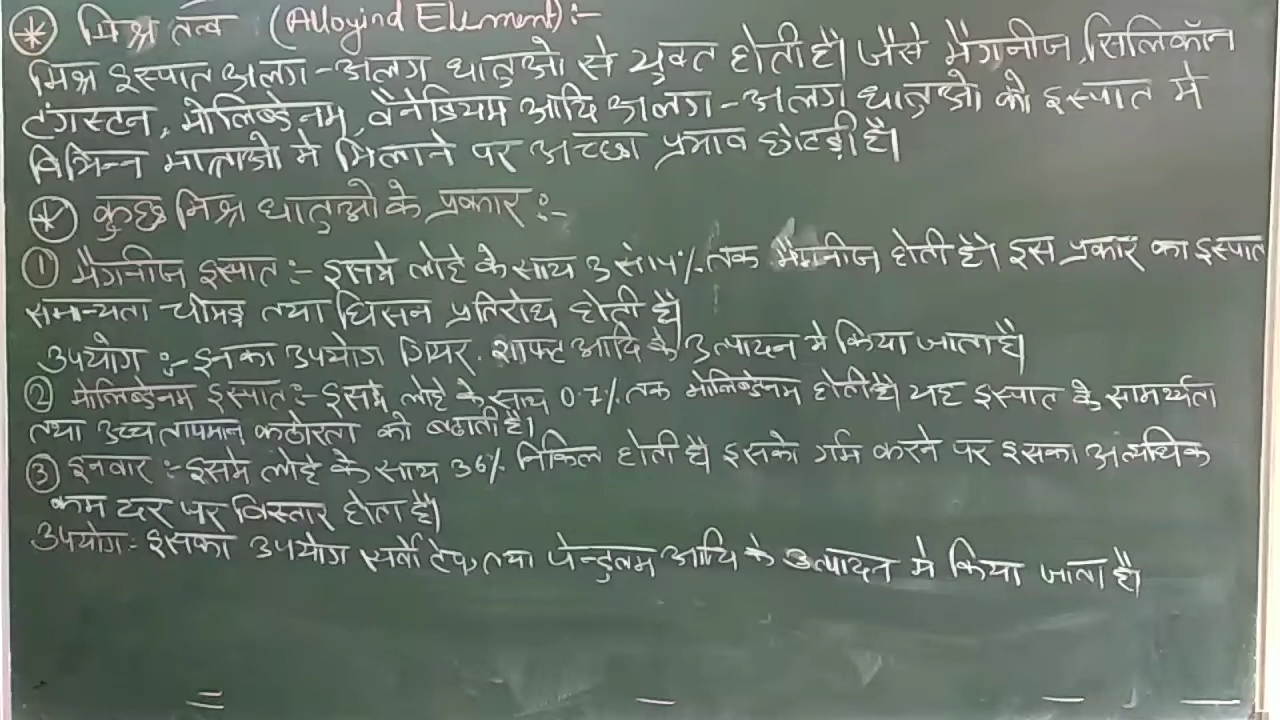 * मिश्र तत्व (Alloyind Element):-
मिश्र इस्पात अलग-अलग धातुओ से युक्त होती है। जैसे मैगनीज, सिलिकॉन
टंगस्टन, मोलिब्डेनम, वैनेडियम आदि अलग-अलग धातुओ को इस्पात मे
विभिन्न मात्राओ मे मिलाने पर अच्छा प्रभाव छोटड़ी है।
* कुछ मिश्र धातुओ के प्रकार:-
① मैगनीज इस्पात :- इसमे लोहे के साथ 3 से 14% तक मैगनीज होती है। इस प्रकार का इस्पात
समान्यता चीमड़ तथा घिसन प्रतिरोध होती है।
उपयोग :- इनका उपयोग गियर, शाफ्ट आदि के उत्पादन मे किया जाता है।
② मोलिब्डेनम इस्पात:- इसमे लोहे के साथ 0.7% तक मोलिब्डेनम होती है। यह इस्पात के सामर्थ्यता
तथा उच्च तापमान कठोरता को बढाती है।
③ इनवार :- इसमे लोहे के साथ 36% निकिल होती है। इसको गर्म करने पर इसका अत्यधिक
कम दर पर विस्तार होता है।
उपयोग:- इसका उपयोग सर्वे टेप, तथा पेन्डुलम आदि के उत्पादन मे किया जाता है।